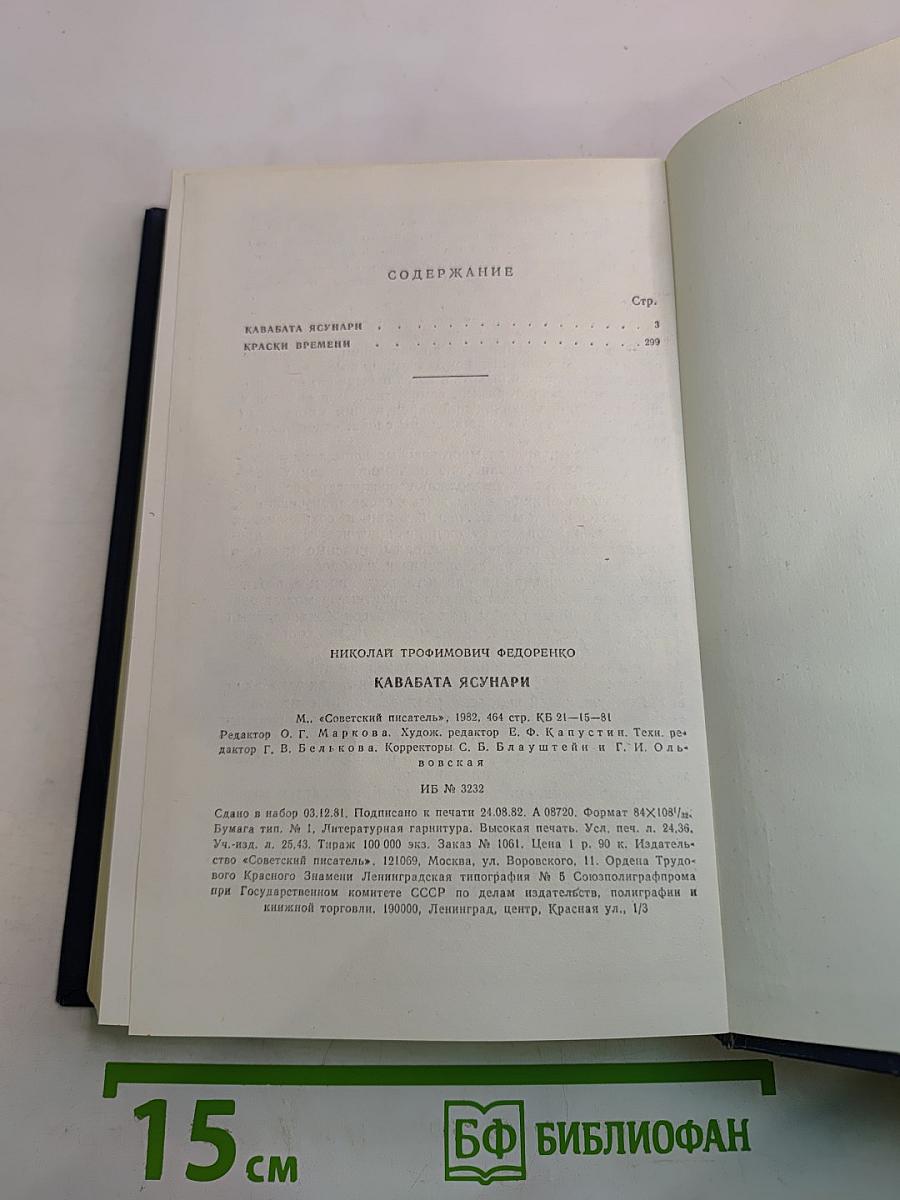 СОДЕРЖАНИЕ
Стр.
КАВАБАТА ЯСУНАРИ . . . . . . . . . . . . . . . . 3
КРАСКИ ВРЕМЕНИ . . . . . . . . . . . . . . . . 299
НИКОЛАЙ ТРОФИМОВИЧ ФЕДОРЕНКО
КАВАБАТА ЯСУНАРИ
М., «Советский писатель», 1982, 464 стр. КБ 21—15—81
Редактор О. Г. Маркова. Худож. редактор Е. Ф. Капустин. Техн. ре-
дактор Г. В. Белькова. Корректоры С. Б. Блауштейн и Г. И. Оль-
вовская
ИБ № 3232
Сдано в набор 03.12.81. Подписано к печати 24.08.82. А 08720. Формат 84×108 1/32.
Бумага тип. № 1. Литературная гарнитура. Высокая печать. Усл. печ. л. 24,36.
Уч.-изд. л. 25,43. Тираж 100 000 экз. Заказ № 1061. Цена 1 р. 90 к. Издатель-
ство «Советский писатель». 121069, Москва, ул. Воровского, 11. Ордена Трудо-
вого Красного Знамени Ленинградская типография № 5 Союзполиграфпрома
при Государственном комитете СССР по делам издательств, полиграфии и
книжной торговли. 190000, Ленинград, центр, Красная ул., 1/3
15 см
БФ БИБЛИОФАН